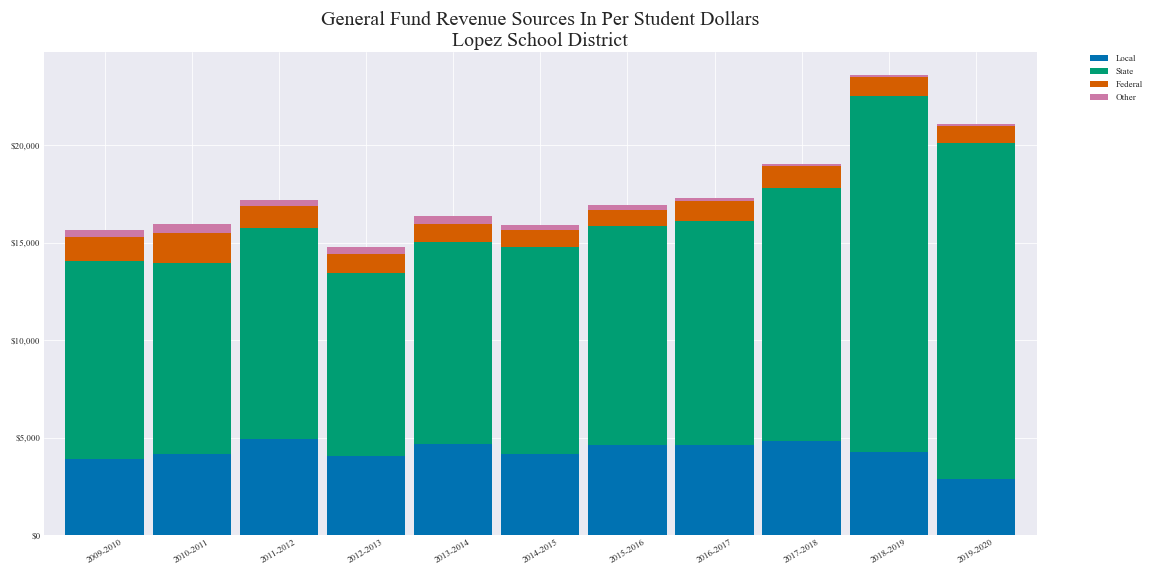 General Fund Revenue Sources In Per Student Dollars
Lopez School District
Local
State
Federal
Other
$20,000
$15,000
$10,000
$5,000
$0
2009-2010
2010-2011
2011-2012
2012-2013
2013-2014
2014-2015
2015-2016
2016-2017
2017-2018
2018-2019
2019-2020